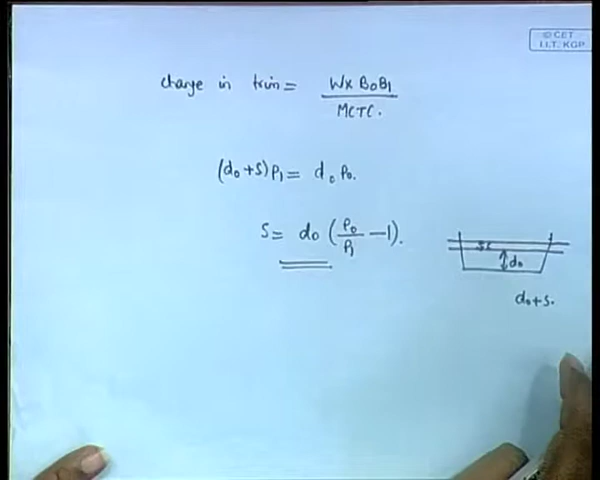 © CET
I.I.T. KGP
change in trim = W x B₀B₁ / MCTC.
(d₀ + S) ρ₁ = d₀ ρ₀.
S = d₀ (ρ₀/ρ₁ − 1).
d₀
d₀+s.